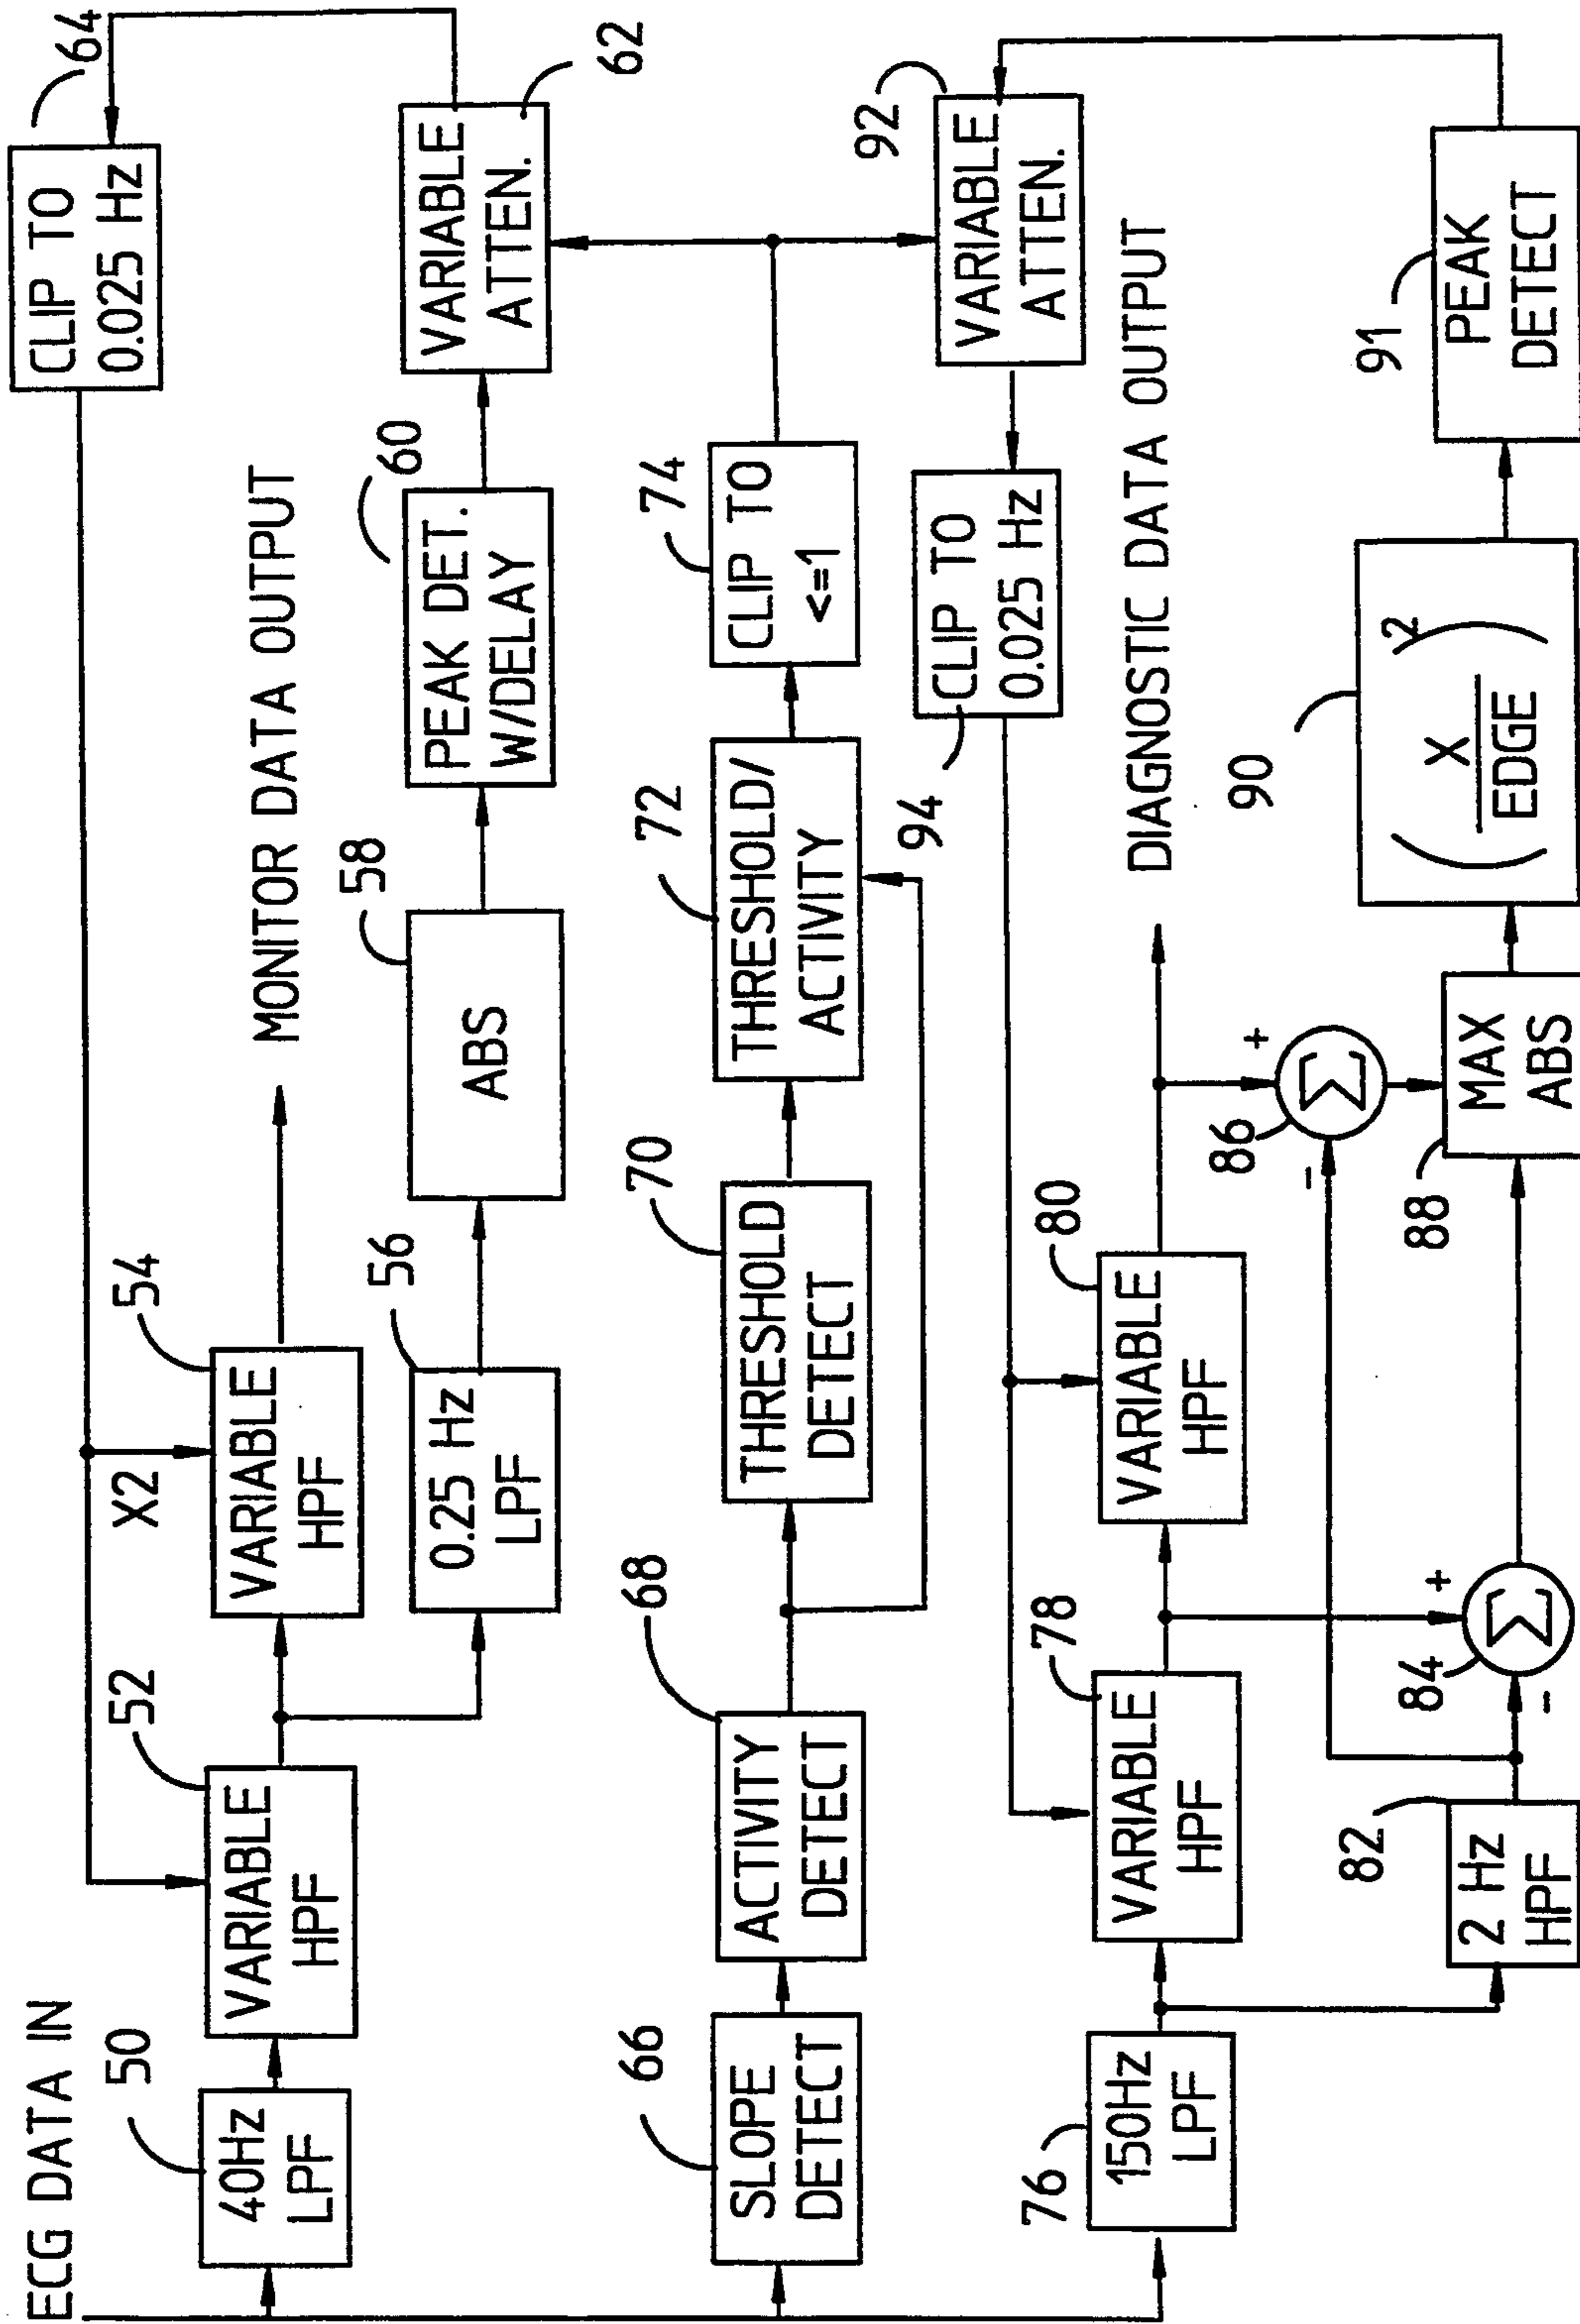 ECG DATA IN
50
40Hz
LPF
52
VARIABLE
HPF
X2
54
VARIABLE
HPF
MONITOR DATA OUTPUT
64
CLIP TO
0.025 Hz
56
0.25 Hz
LPF
58
ABS
60
PEAK DET.
W/DELAY
62
VARIABLE
ATTEN.
66
SLOPE
DETECT
68
ACTIVITY
DETECT
70
THRESHOLD
DETECT
72
THRESHOLD/
ACTIVITY
74
CLIP TO
<=1
92
VARIABLE
ATTEN.
94
CLIP TO
0.025 Hz
76
150Hz
LPF
78
VARIABLE
HPF
80
VARIABLE
HPF
DIAGNOSTIC DATA OUTPUT
82
2 Hz
HPF
84
+
-
Σ
86
+
-
Σ
88
MAX
ABS
90
(X/EDGE)²
91
PEAK
DETECT